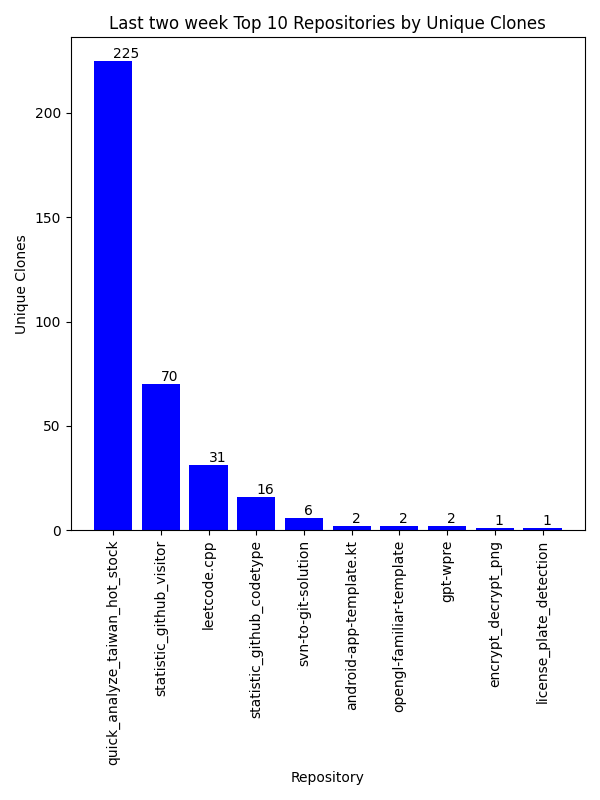 Last two week Top 10 Repositories by Unique Clones
225
200
150
100
50
0
Unique Clones
70
31
16
6
2
2
2
1
1
quick_analyze_taiwan_hot_stock
statistic_github_visitor
leetcode.cpp
statistic_github_codetype
svn-to-git-solution
android-app-template.kt
opengl-familiar-template
gpt-wpre
encrypt_decrypt_png
license_plate_detection
Repository